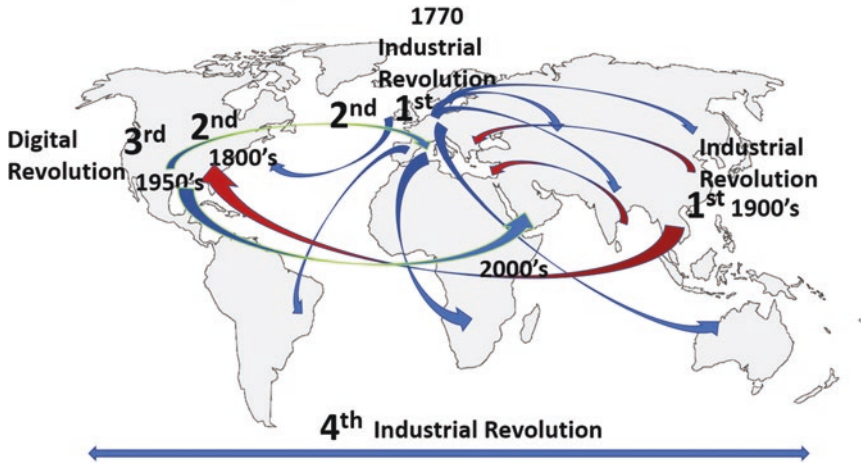 1770
Industrial
Revolution
1st
2nd
2nd
3rd
Digital
Revolution
1800's
1950's
Industrial
Revolution
1st 1900's
2000's
4th Industrial Revolution